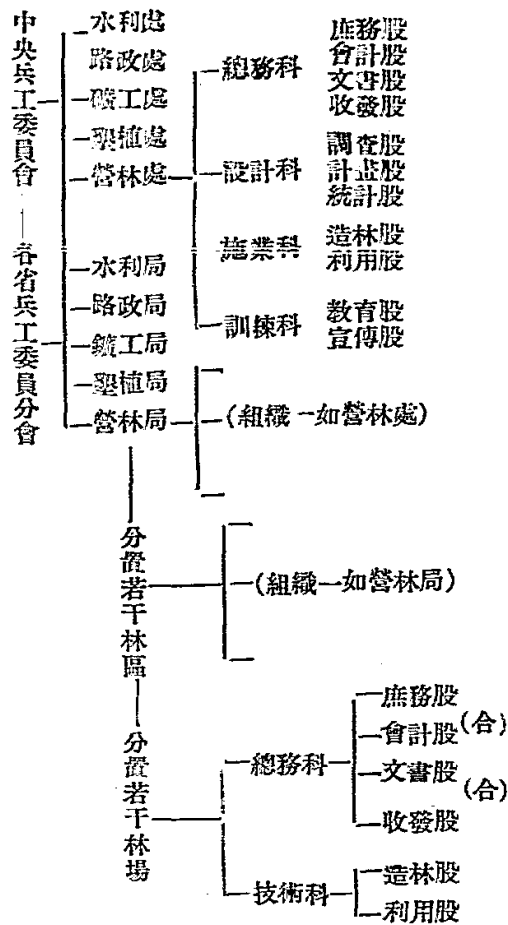 中央兵工委員會
水利處
路政處
礦工處
墾植處
營林處
總務科
庶務股
會計股
文書股
收發股
設計科
調查股
計畫股
統計股
施業科
造林股
利用股
訓練科
教育股
宣傳股
各省兵工委員分會
水利局
路政局
鑛工局
墾植局
營林局
(組織一如營林處)
分置若干林區
(組織一如營林局)
分置若干林場
總務科
庶務股
會計股(合)
文書股
收發股(合)
技術科
造林股
利用股